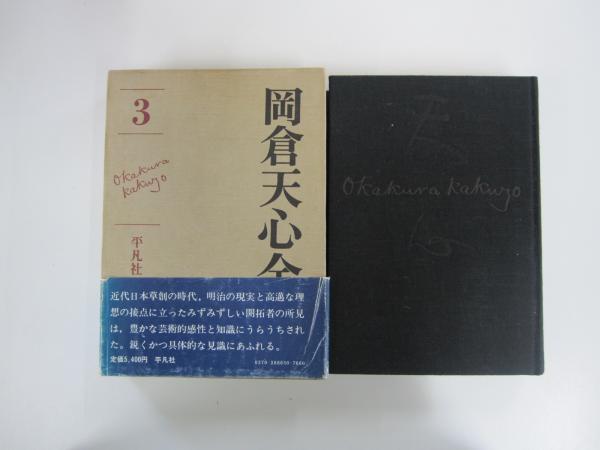 岡倉天心全
3
Okakura
Kakuzo
平凡社
近代日本草創の時代，明治の現実と高邁な理
想の接点に立ったみずみずしい開拓者の所見
は，豊かな芸術的感性と知識にうらうちされ
た。鋭くかつ具体的な見識にあふれる。
定価5,400円 平凡社
天
Okakura Kakuzo
心